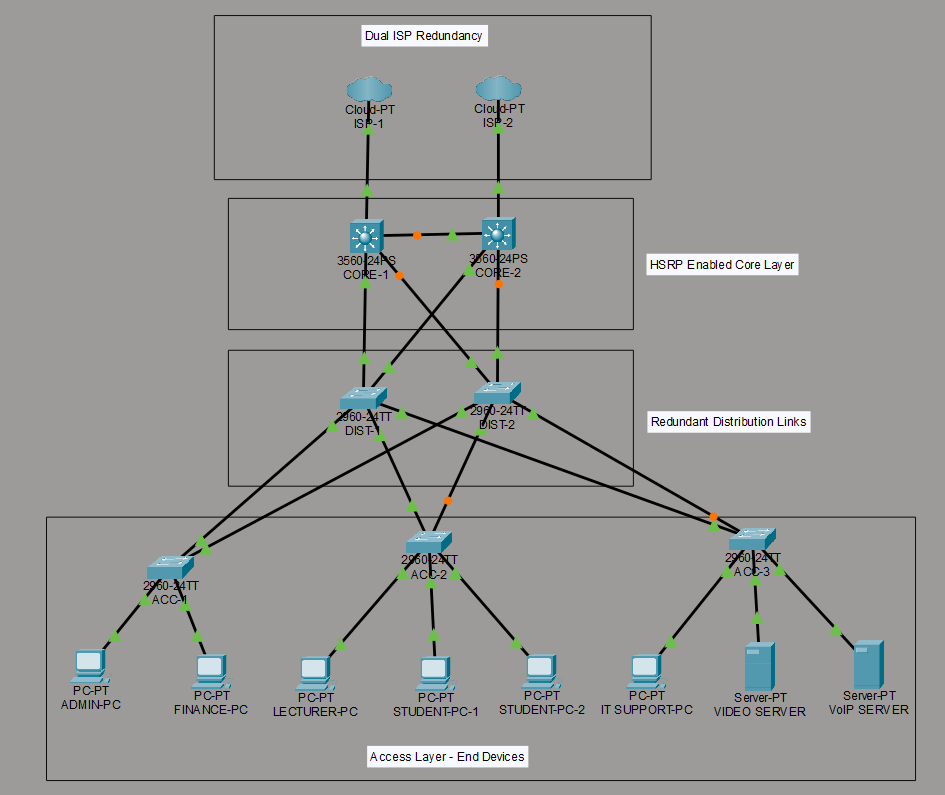 Dual ISP Redundancy
Cloud-PT
ISP-1
Cloud-PT
ISP-2
3560-24PS
CORE-1
3560-24PS
CORE-2
HSRP Enabled Core Layer
2960-24TT
DIST-1
2960-24TT
DIST-2
Redundant Distribution Links
2960-24TT
ACC-1
2960-24TT
ACC-2
2960-24TT
ACC-3
PC-PT
ADMIN-PC
PC-PT
FINANCE-PC
PC-PT
LECTURER-PC
PC-PT
STUDENT-PC-1
PC-PT
STUDENT-PC-2
PC-PT
IT SUPPORT-PC
Server-PT
VIDEO SERVER
Server-PT
VoIP SERVER
Access Layer - End Devices